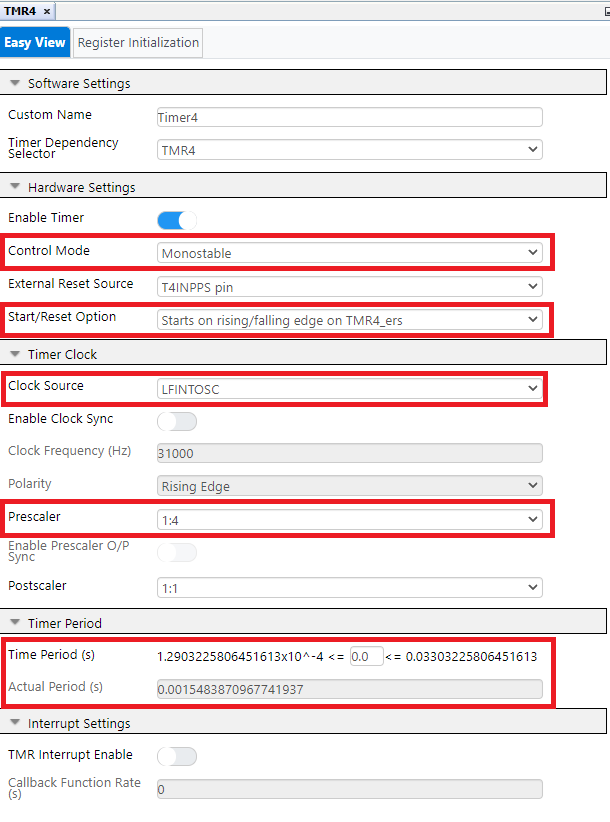 TMR4 ×
Easy View Register Initialization
Software Settings
Custom Name Timer4
Timer Dependency
Selector TMR4
Hardware Settings
Enable Timer
Control Mode Monostable
External Reset Source T4INPPS pin
Start/Reset Option Starts on rising/falling edge on TMR4_ers
Timer Clock
Clock Source LFINTOSC
Enable Clock Sync
Clock Frequency (Hz) 31000
Polarity Rising Edge
Prescaler 1:4
Enable Prescaler O/P
Sync
Postscaler 1:1
Timer Period
Time Period (s) 1.2903225806451613x10^-4 <= 0.0 <= 0.03303225806451613
Actual Period (s) 0.0015483870967741937
Interrupt Settings
TMR Interrupt Enable
Callback Function Rate
(s) 0